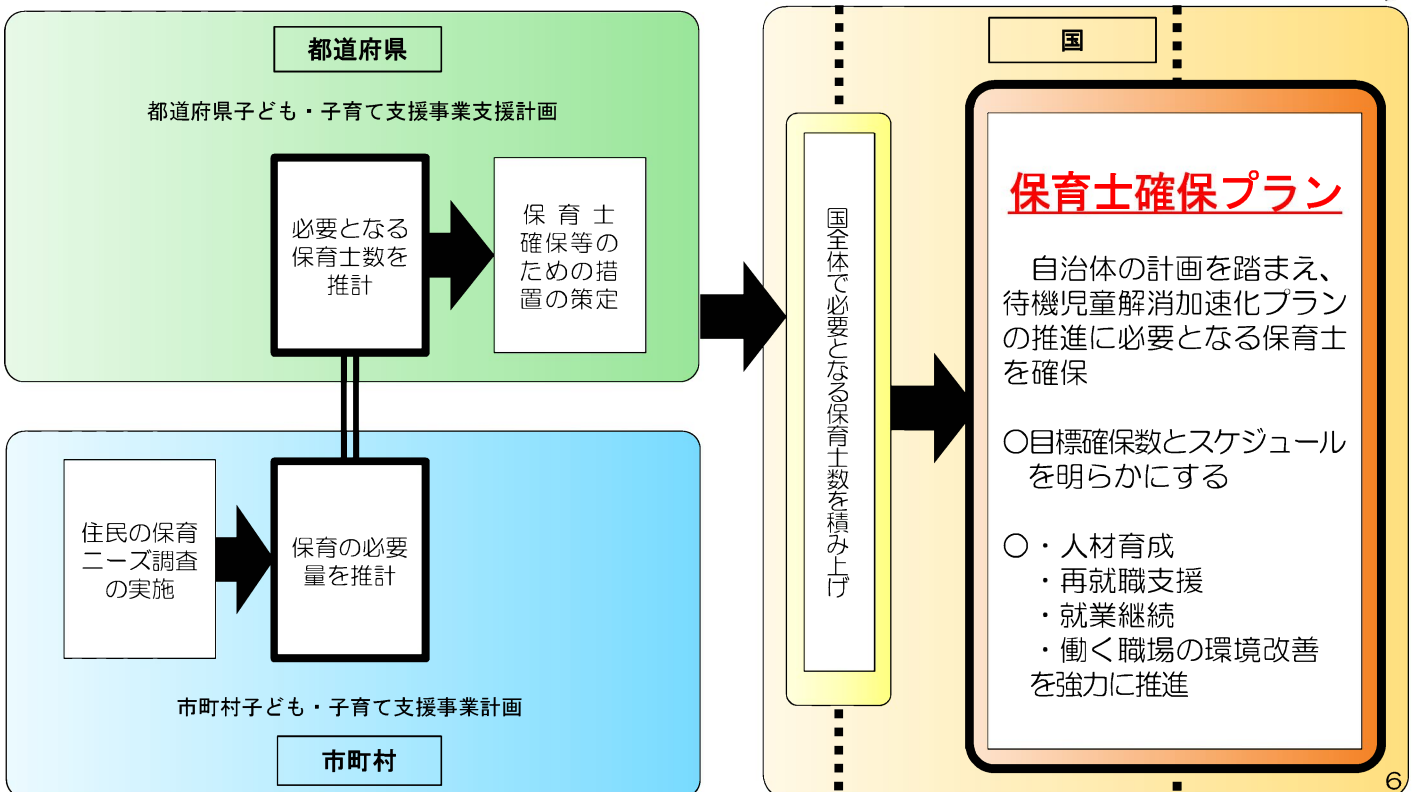 都道府県
都道府県子ども・子育て支援事業支援計画
必要となる
保育士数を
推計
保育士
確保等の
ための措
置の策定
住民の保育
ニーズ調査
の実施
保育の必要
量を推計
市町村子ども・子育て支援事業計画
市町村
国
国全体で必要となる保育士数を積み上げ
保育士確保プラン
自治体の計画を踏まえ、
待機児童解消加速化プラン
の推進に必要となる保育士
を確保
〇目標確保数とスケジュール
を明らかにする
〇・人材育成
・再就職支援
・就業継続
・働く職場の環境改善
を強力に推進
6